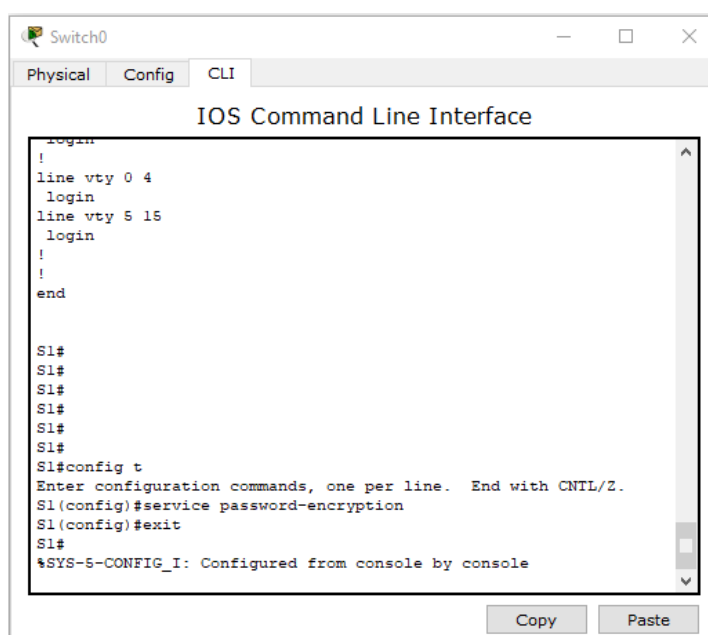 Switch0
Physical Config CLI
IOS Command Line Interface
login
!
line vty 0 4
login
line vty 5 15
login
!
!
end
S1#
S1#
S1#
S1#
S1#
S1#
S1#config t
Enter configuration commands, one per line.  End with CNTL/Z.
S1(config)#service password-encryption
S1(config)#exit
S1#
%SYS-5-CONFIG_I: Configured from console by console
Copy Paste